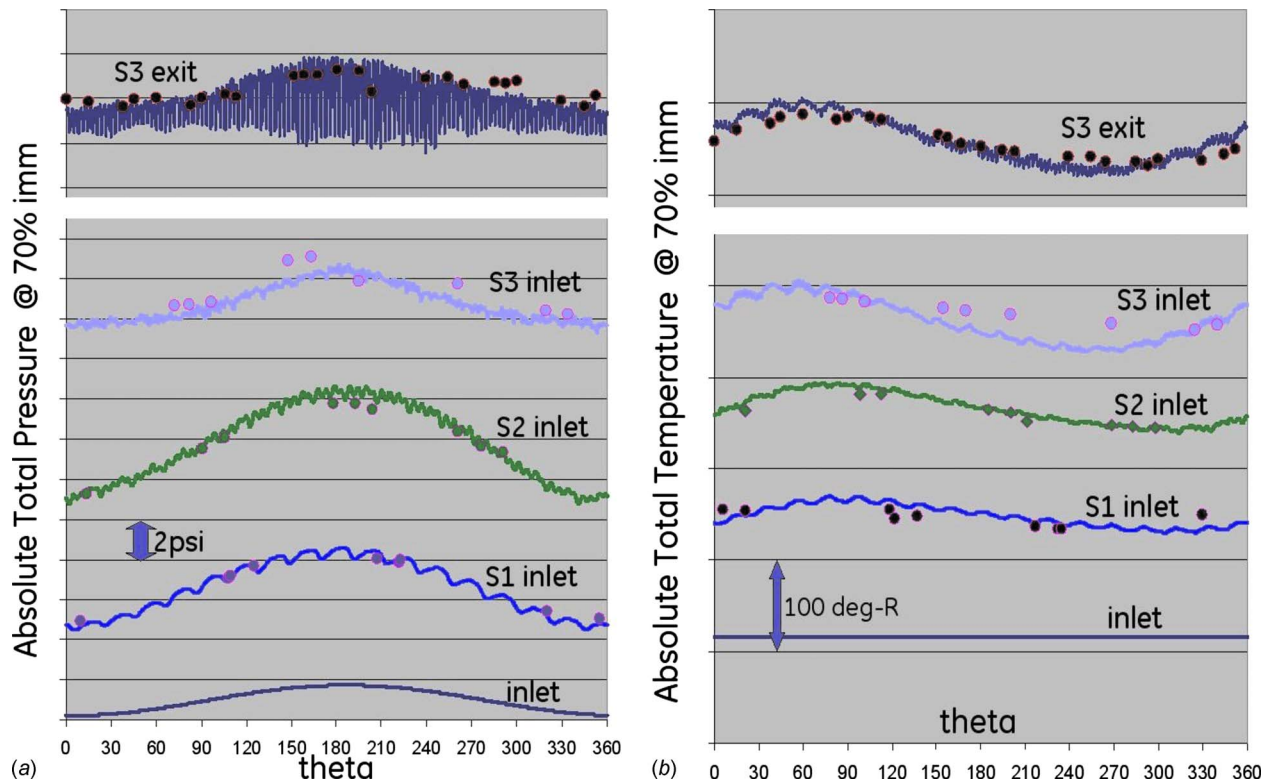 Absolute Total Pressure @ 70% imm
S3 exit
S3 inlet
S2 inlet
2psi
S1 inlet
inlet
0 30 60 90 120 150 180 210 240 270 300 330 360
(a) theta
Absolute Total Temperature @ 70% imm
S3 exit
S3 inlet
S2 inlet
S1 inlet
100 deg-R
inlet
theta
(b) 0 30 60 90 120 150 180 210 240 270 300 330 360